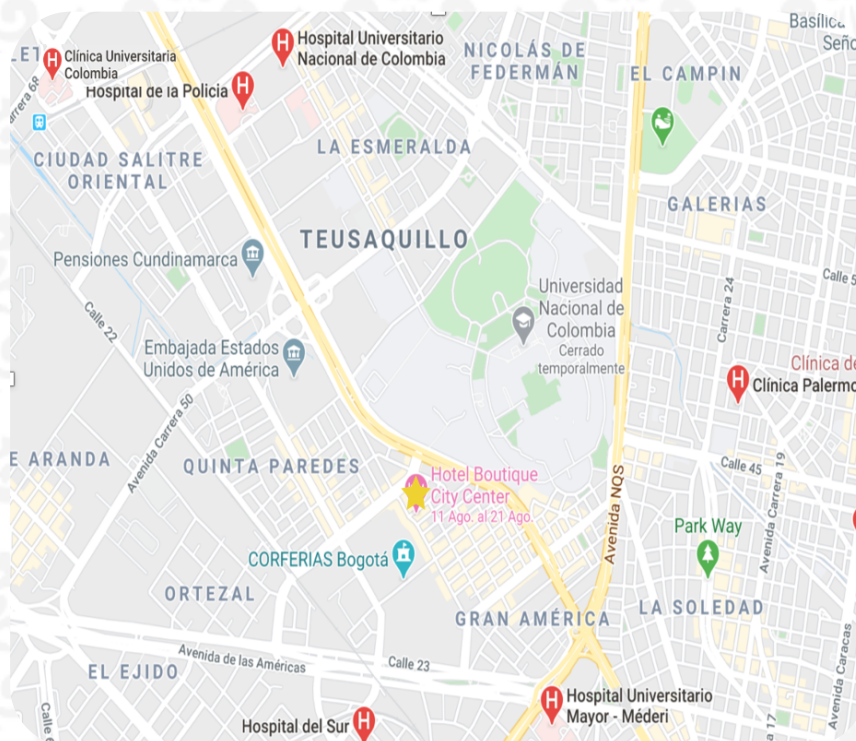 Basílica
Seño
Hospital Universitario
Nacional de Colombia
Clínica Universitaria
Colombia
Hospital de la Policia
NICOLÁS DE
FEDERMÁN
EL CAMPIN
Carrera 68
LA ESMERALDA
CIUDAD SALITRE
ORIENTAL
GALERIAS
TEUSAQUILLO
Pensiones Cundinamarca
Calle 5
Universidad
Nacional de
Colombia
Cerrado
temporalmente
Carrera 24
Calle 22
Embajada Estados
Unidos de América
Clínica de
Clínica Palermo
Avenida Carrera 50
E ARANDA
QUINTA PAREDES
Calle 45
Avenida Carrera 19
Hotel Boutique
City Center
11 Ago. al 21 Ago.
Avenida NQS
Park Way
CORFERIAS Bogotá
ORTEZAL
GRAN AMÉRICA
LA SOLEDAD
Avenida de las Américas
Calle 23
EL EJIDO
Avenida Caracas
Hospital Universitario
Mayor - Méderi
Hospital del Sur
Calle 6
17